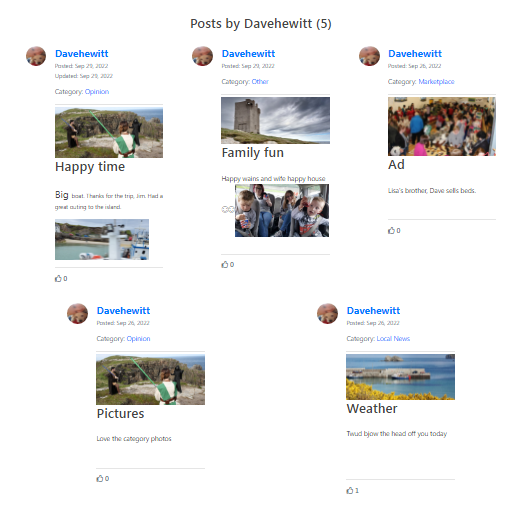 Posts by Davehewitt (5)
Davehewitt
Posted: Sep 29, 2022
Updated: Sep 29, 2022
Category: Opinion
Happy time
Big boat. Thanks for the trip, Jim. Had a
great outing to the island.
0
Davehewitt
Posted: Sep 29, 2022
Category: Other
Family fun
Happy wains and wife happy house
0
Davehewitt
Posted: Sep 26, 2022
Category: Marketplace
Ad
Lisa's brother, Dave sells beds.
0
Davehewitt
Posted: Sep 26, 2022
Category: Opinion
Pictures
Love the category photos
0
Davehewitt
Posted: Sep 26, 2022
Category: Local News
Weather
Twud bjow the head off you today
1